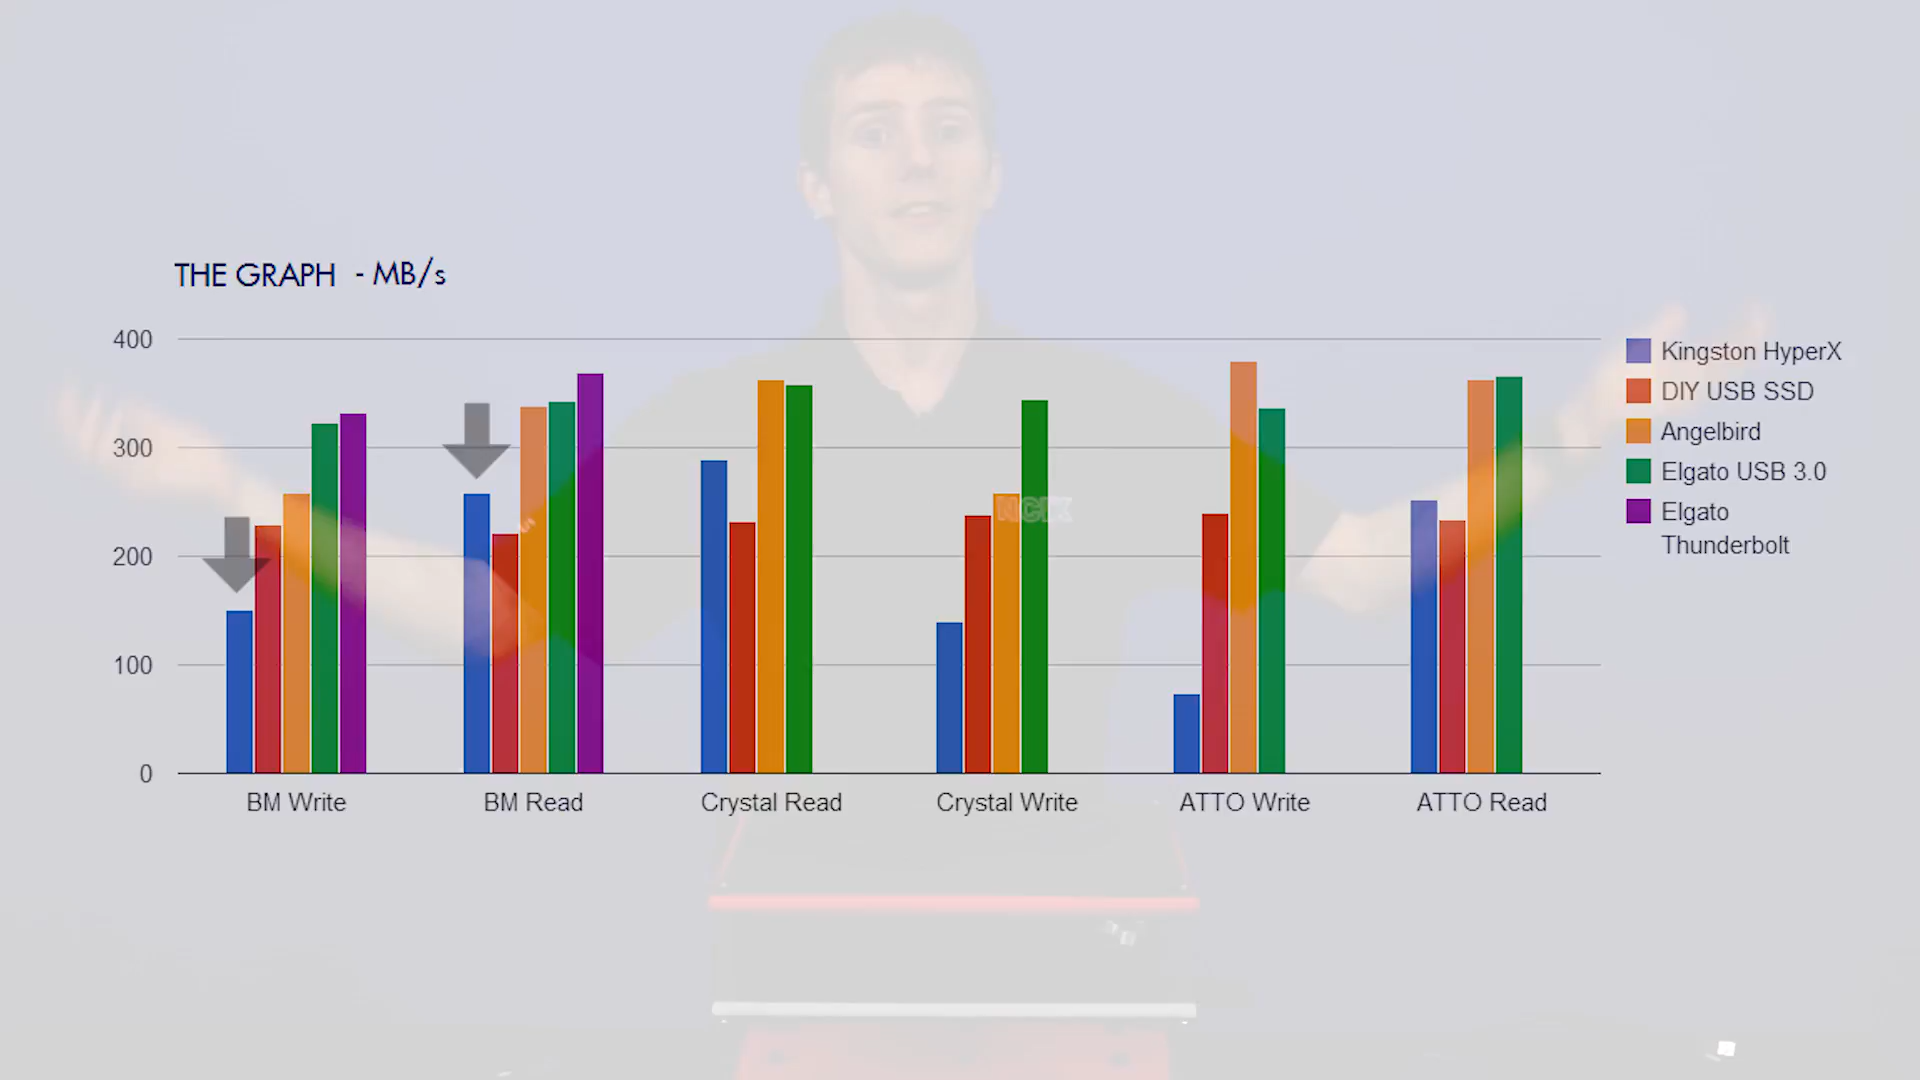 THE GRAPH - MB/s
400
300
200
100
0
BM Write
BM Read
Crystal Read
Crystal Write
ATTO Write
ATTO Read
Kingston HyperX
DIY USB SSD
Angelbird
Elgato USB 3.0
Elgato
Thunderbolt
NCIX